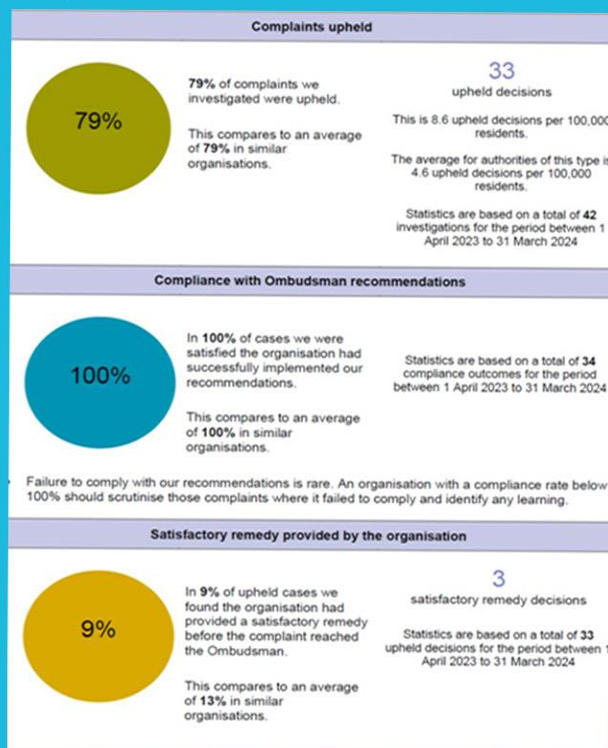 Complaints upheld
79%
79% of complaints we
investigated were upheld.
This compares to an average
of 79% in similar
organisations.
33
upheld decisions
This is 8.6 upheld decisions per 100,000
residents.
The average for authorities of this type is
4.6 upheld decisions per 100,000
residents.
Statistics are based on a total of 42
investigations for the period between 1
April 2023 to 31 March 2024
Compliance with Ombudsman recommendations
100%
In 100% of cases we were
satisfied the organisation had
successfully implemented our
recommendations.
This compares to an average
of 100% in similar
organisations.
Statistics are based on a total of 34
compliance outcomes for the period
between 1 April 2023 to 31 March 2024
Failure to comply with our recommendations is rare. An organisation with a compliance rate below
100% should scrutinise those complaints where it failed to comply and identify any learning.
Satisfactory remedy provided by the organisation
9%
In 9% of upheld cases we
found the organisation had
provided a satisfactory remedy
before the complaint reached
the Ombudsman.
This compares to an average
of 13% in similar
organisations.
3
satisfactory remedy decisions
Statistics are based on a total of 33
upheld decisions for the period between 1
April 2023 to 31 March 2024